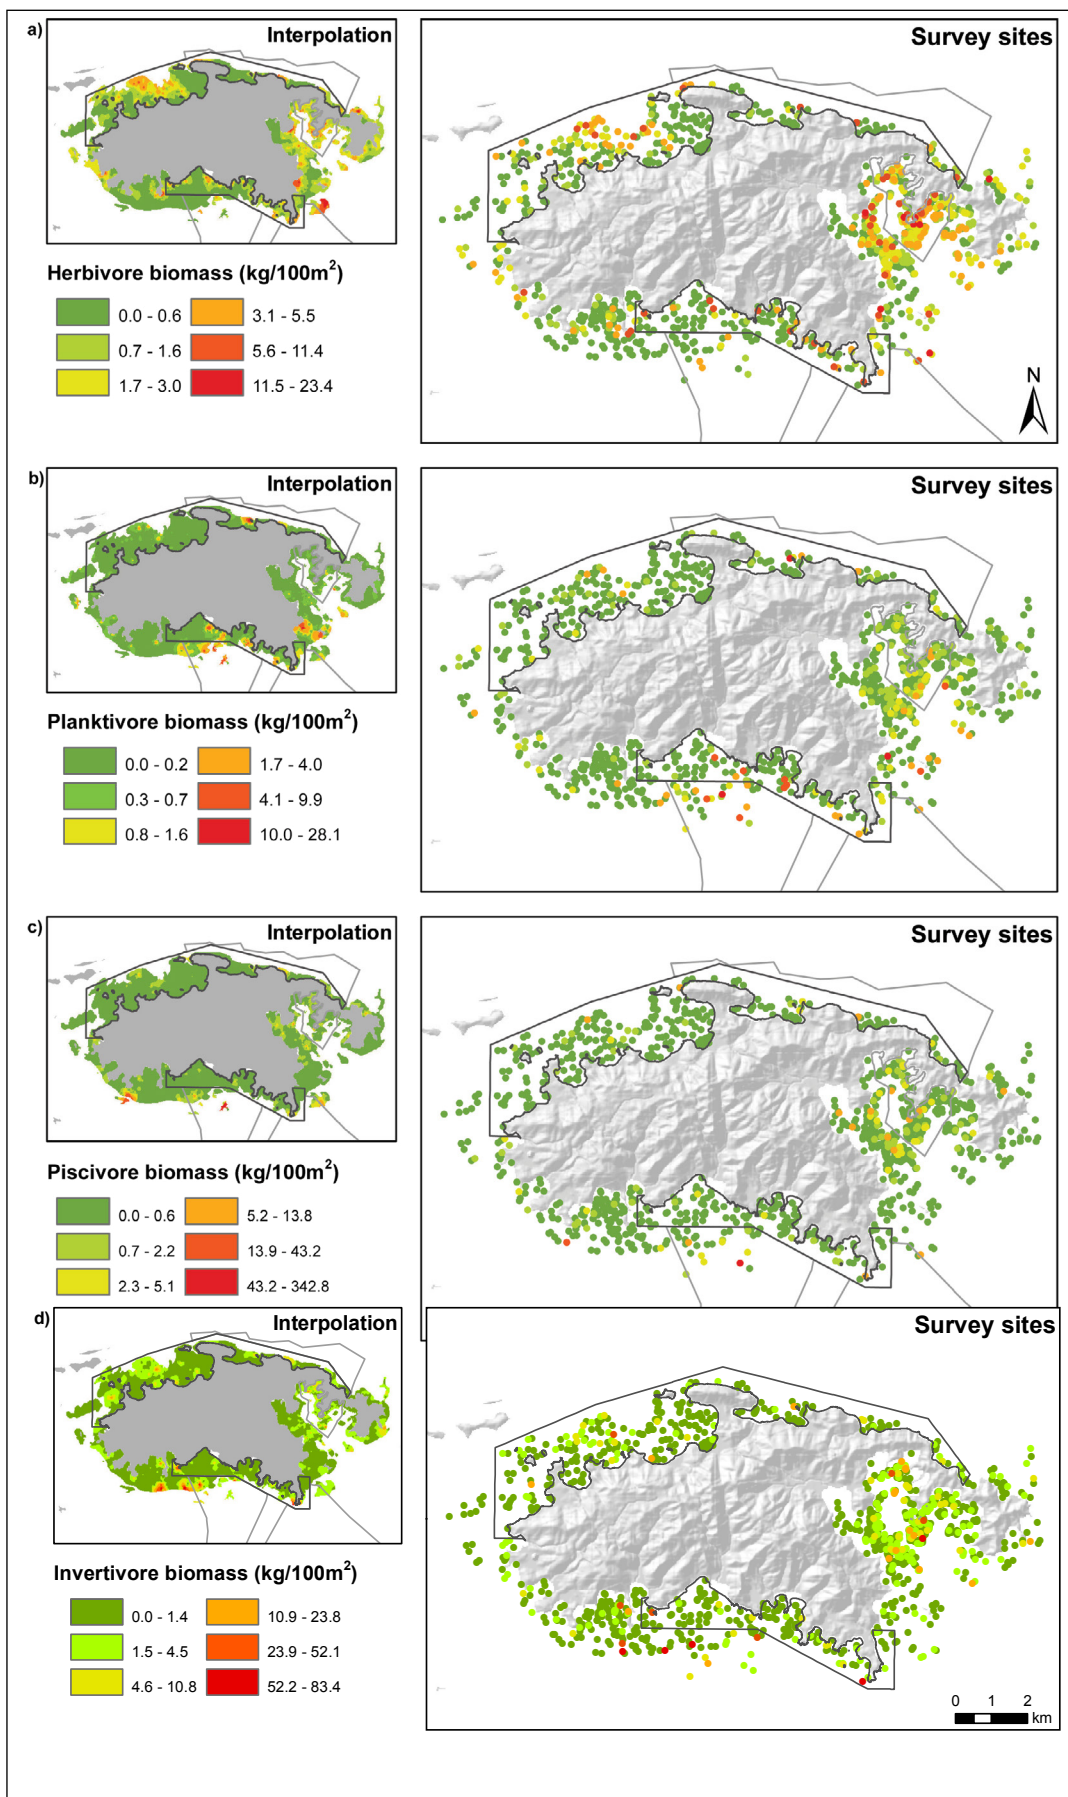 a)
Interpolation
Survey sites
Herbivore biomass (kg/100m²)
0.0 - 0.6
3.1 - 5.5
0.7 - 1.6
5.6 - 11.4
1.7 - 3.0
11.5 - 23.4
N
b)
Interpolation
Survey sites
Planktivore biomass (kg/100m²)
0.0 - 0.2
1.7 - 4.0
0.3 - 0.7
4.1 - 9.9
0.8 - 1.6
10.0 - 28.1
c)
Interpolation
Survey sites
Piscivore biomass (kg/100m²)
0.0 - 0.6
5.2 - 13.8
0.7 - 2.2
13.9 - 43.2
2.3 - 5.1
43.2 - 342.8
d)
Interpolation
Survey sites
Invertivore biomass (kg/100m²)
0.0 - 1.4
10.9 - 23.8
1.5 - 4.5
23.9 - 52.1
4.6 - 10.8
52.2 - 83.4
0 1 2
km